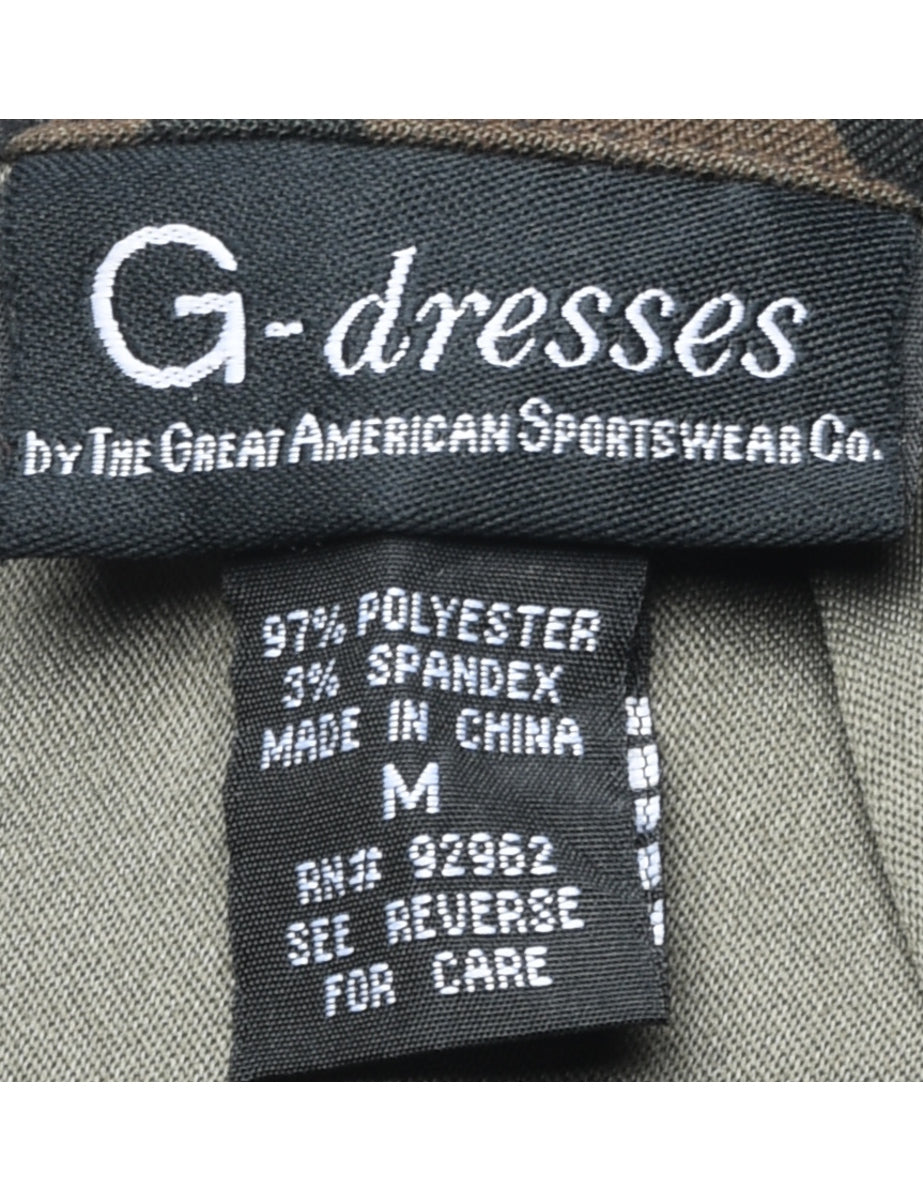 G-dresses
by THE GREAT AMERICAN SPORTSWEAR CO.
97% POLYESTER
3% SPANDEX
MADE IN CHINA
M
RN# 92962
SEE REVERSE
FOR CARE